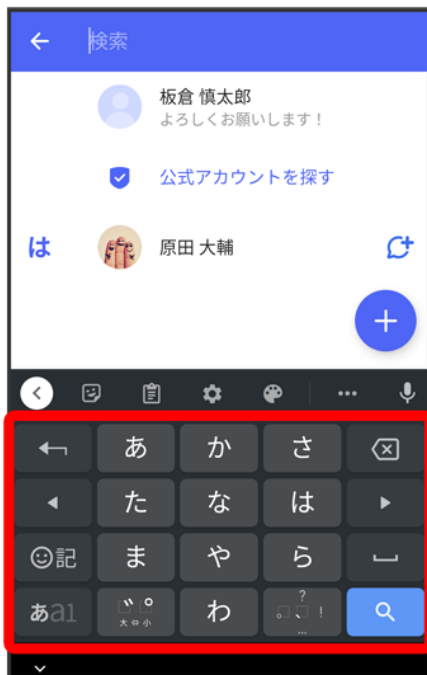 検索
板倉 慎太郎
よろしくお願いします！
公式アカウントを探す
は
原田 大輔
あ
か
さ
た
な
は
記
ま
や
ら
あa1
大⇔小
わ
。、?!…